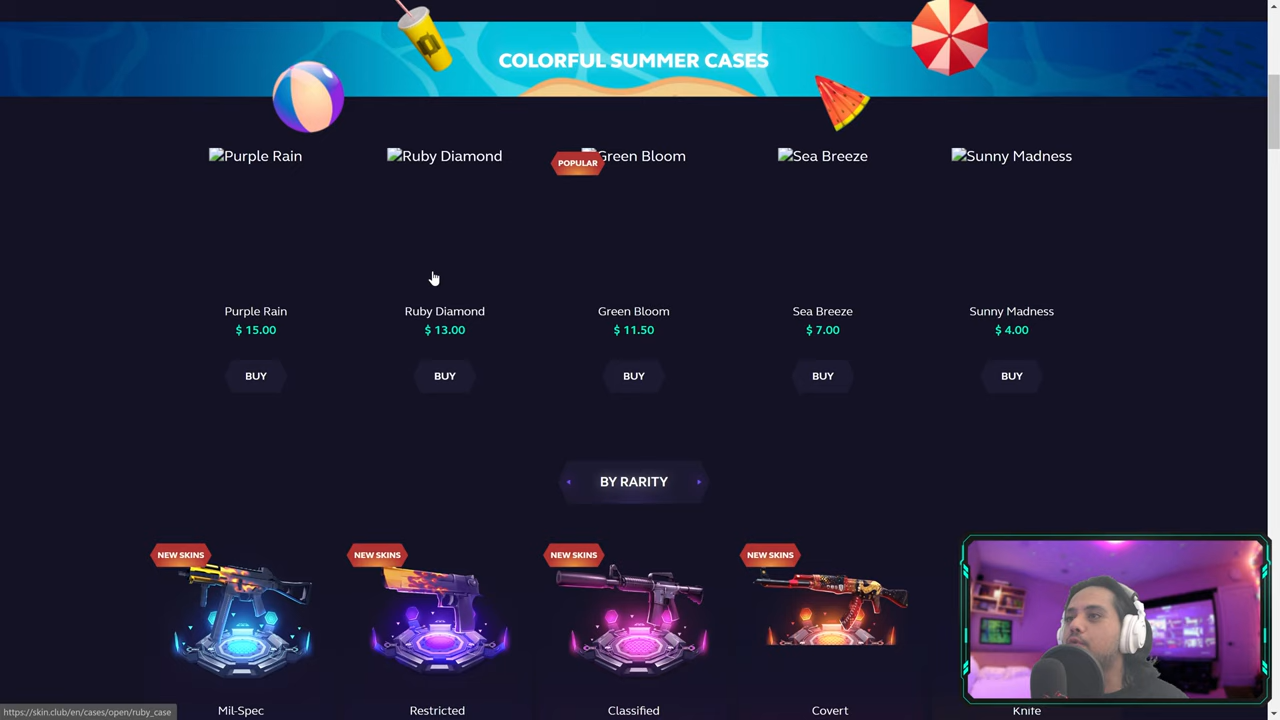 COLORFUL SUMMER CASES
Purple Rain
Ruby Diamond
POPULAR
Green Bloom
Sea Breeze
Sunny Madness
Purple Rain
Ruby Diamond
Green Bloom
Sea Breeze
Sunny Madness
$ 15.00
$ 13.00
$ 11.50
$ 7.00
$ 4.00
BUY
BUY
BUY
BUY
BUY
BY RARITY
NEW SKINS
NEW SKINS
NEW SKINS
NEW SKINS
Mil-Spec
Restricted
Classified
Covert
Knife
https://skin.club/en/cases/open/ruby_case